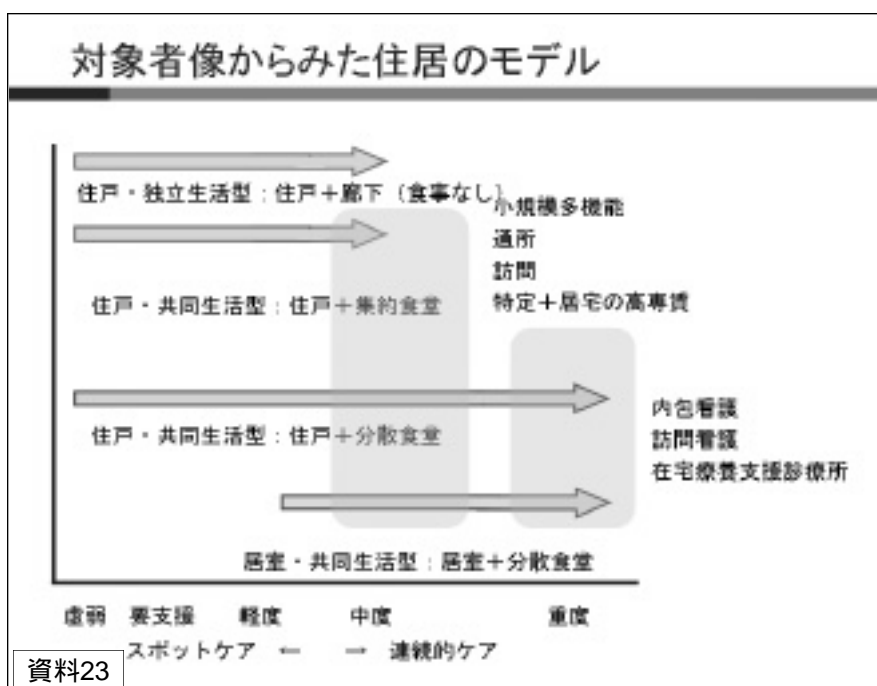 対象者像からみた住居のモデル
住戸・独立生活型：住戸＋廊下（食事なし）
小規模多機能
通所
訪問
特定＋居宅の高専賃
住戸・共同生活型：住戸＋集約食堂
住戸・共同生活型：住戸＋分散食堂
内包看護
訪問看護
在宅療養支援診療所
居室・共同生活型：居室＋分散食堂
虚弱 要支援 軽度 中度 重度
スポットケア ← → 連続的ケア
資料23